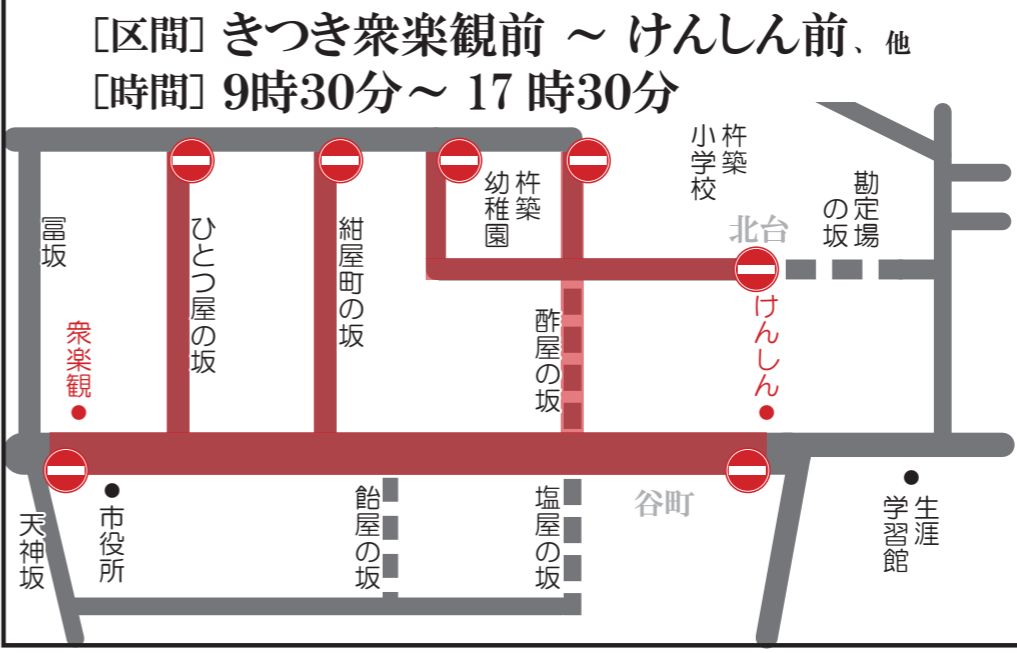 ［区間］きつき衆楽観前 ～ けんしん前、他
［時間］9時30分～ 17 時30分
杵築
小学校
勘定場
の坂
北台
杵築
幼稚園
冨坂
ひとつ屋の坂
紺屋町の坂
酢屋の坂
衆楽観
けんしん
谷町
天神坂
市役所
飴屋の坂
塩屋の坂
生涯
学習館